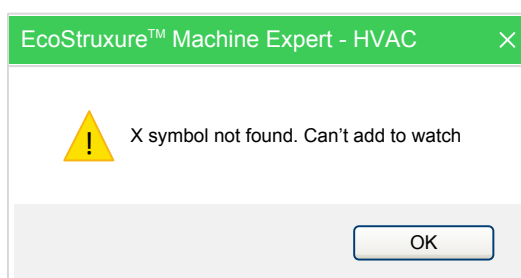 EcoStruxure™ Machine Expert - HVAC
X symbol not found. Can’t add to watch
OK